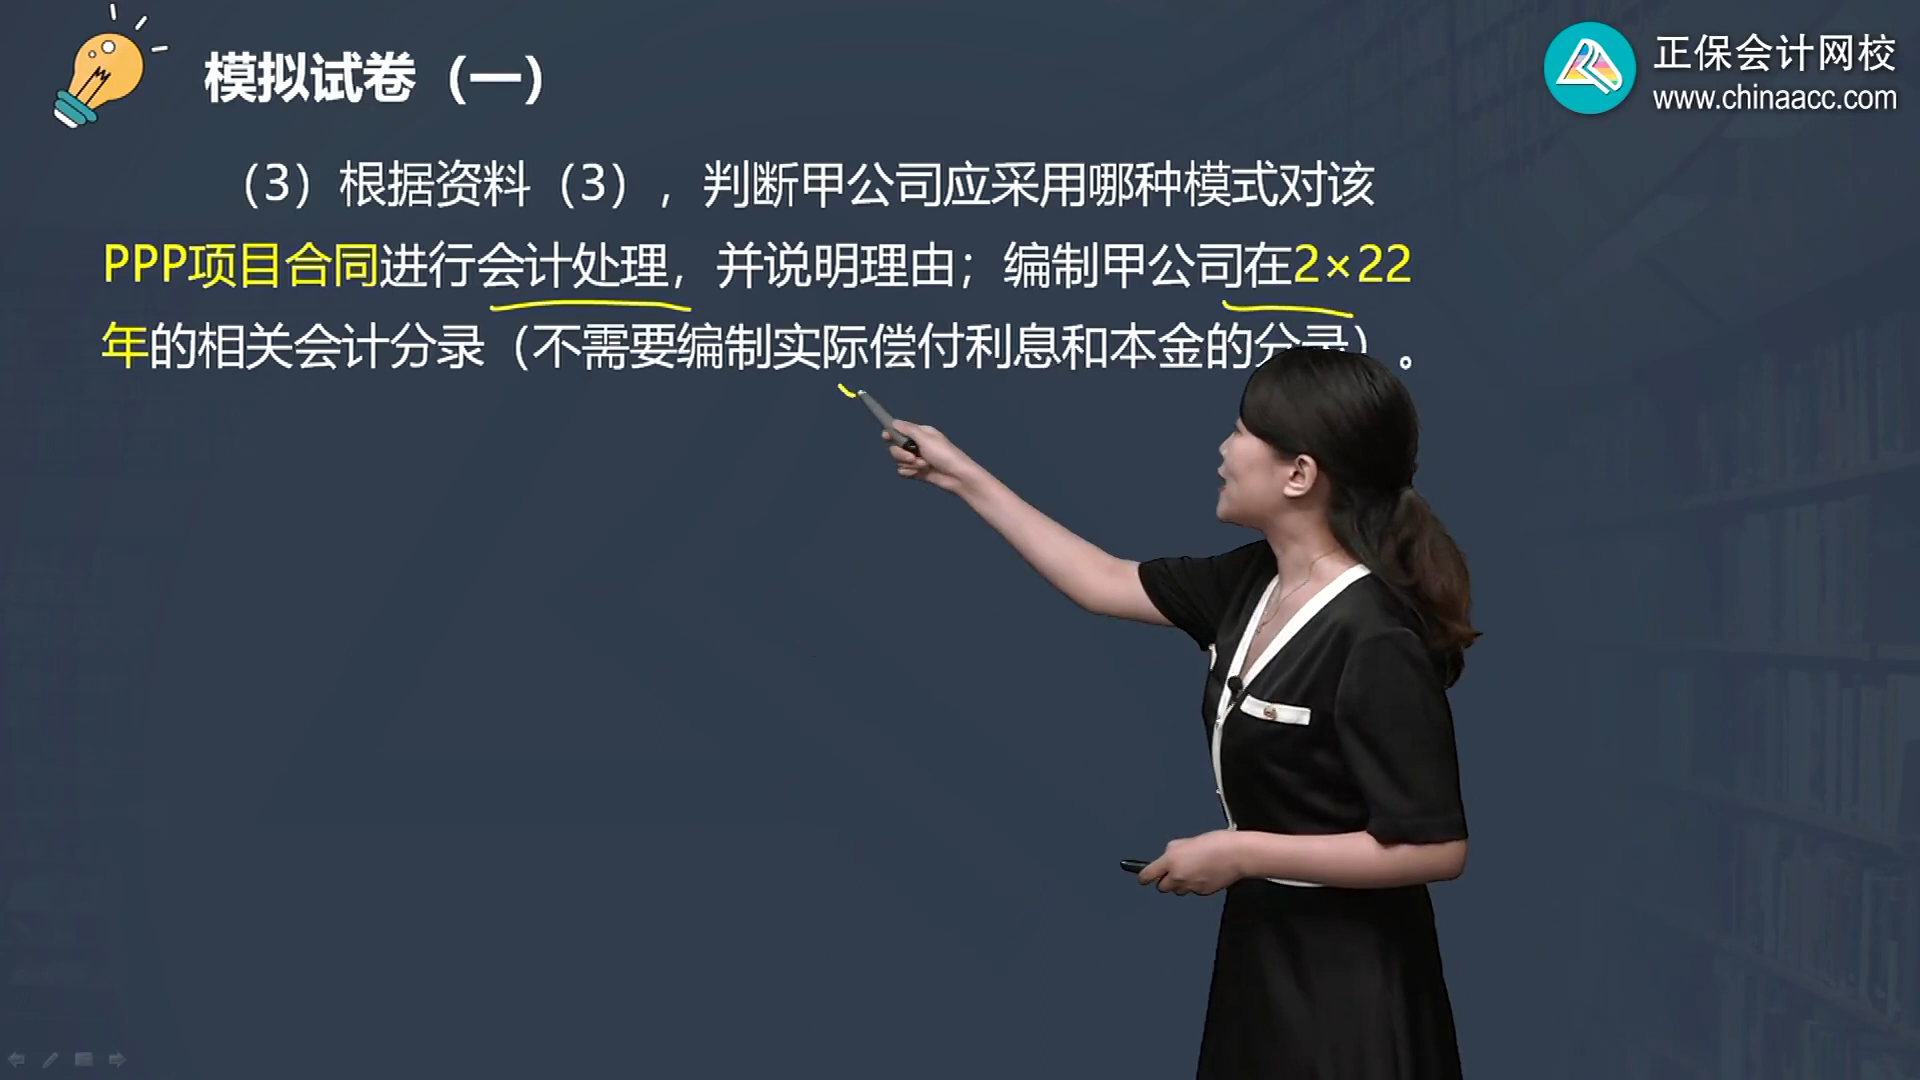 模拟试卷（一）
正保会计网校
www.chinaacc.com
（3）根据资料（3），判断甲公司应采用哪种模式对该
PPP项目合同进行会计处理，并说明理由；编制甲公司在2×22
年的相关会计分录（不需要编制实际偿付利息和本金的分录）。